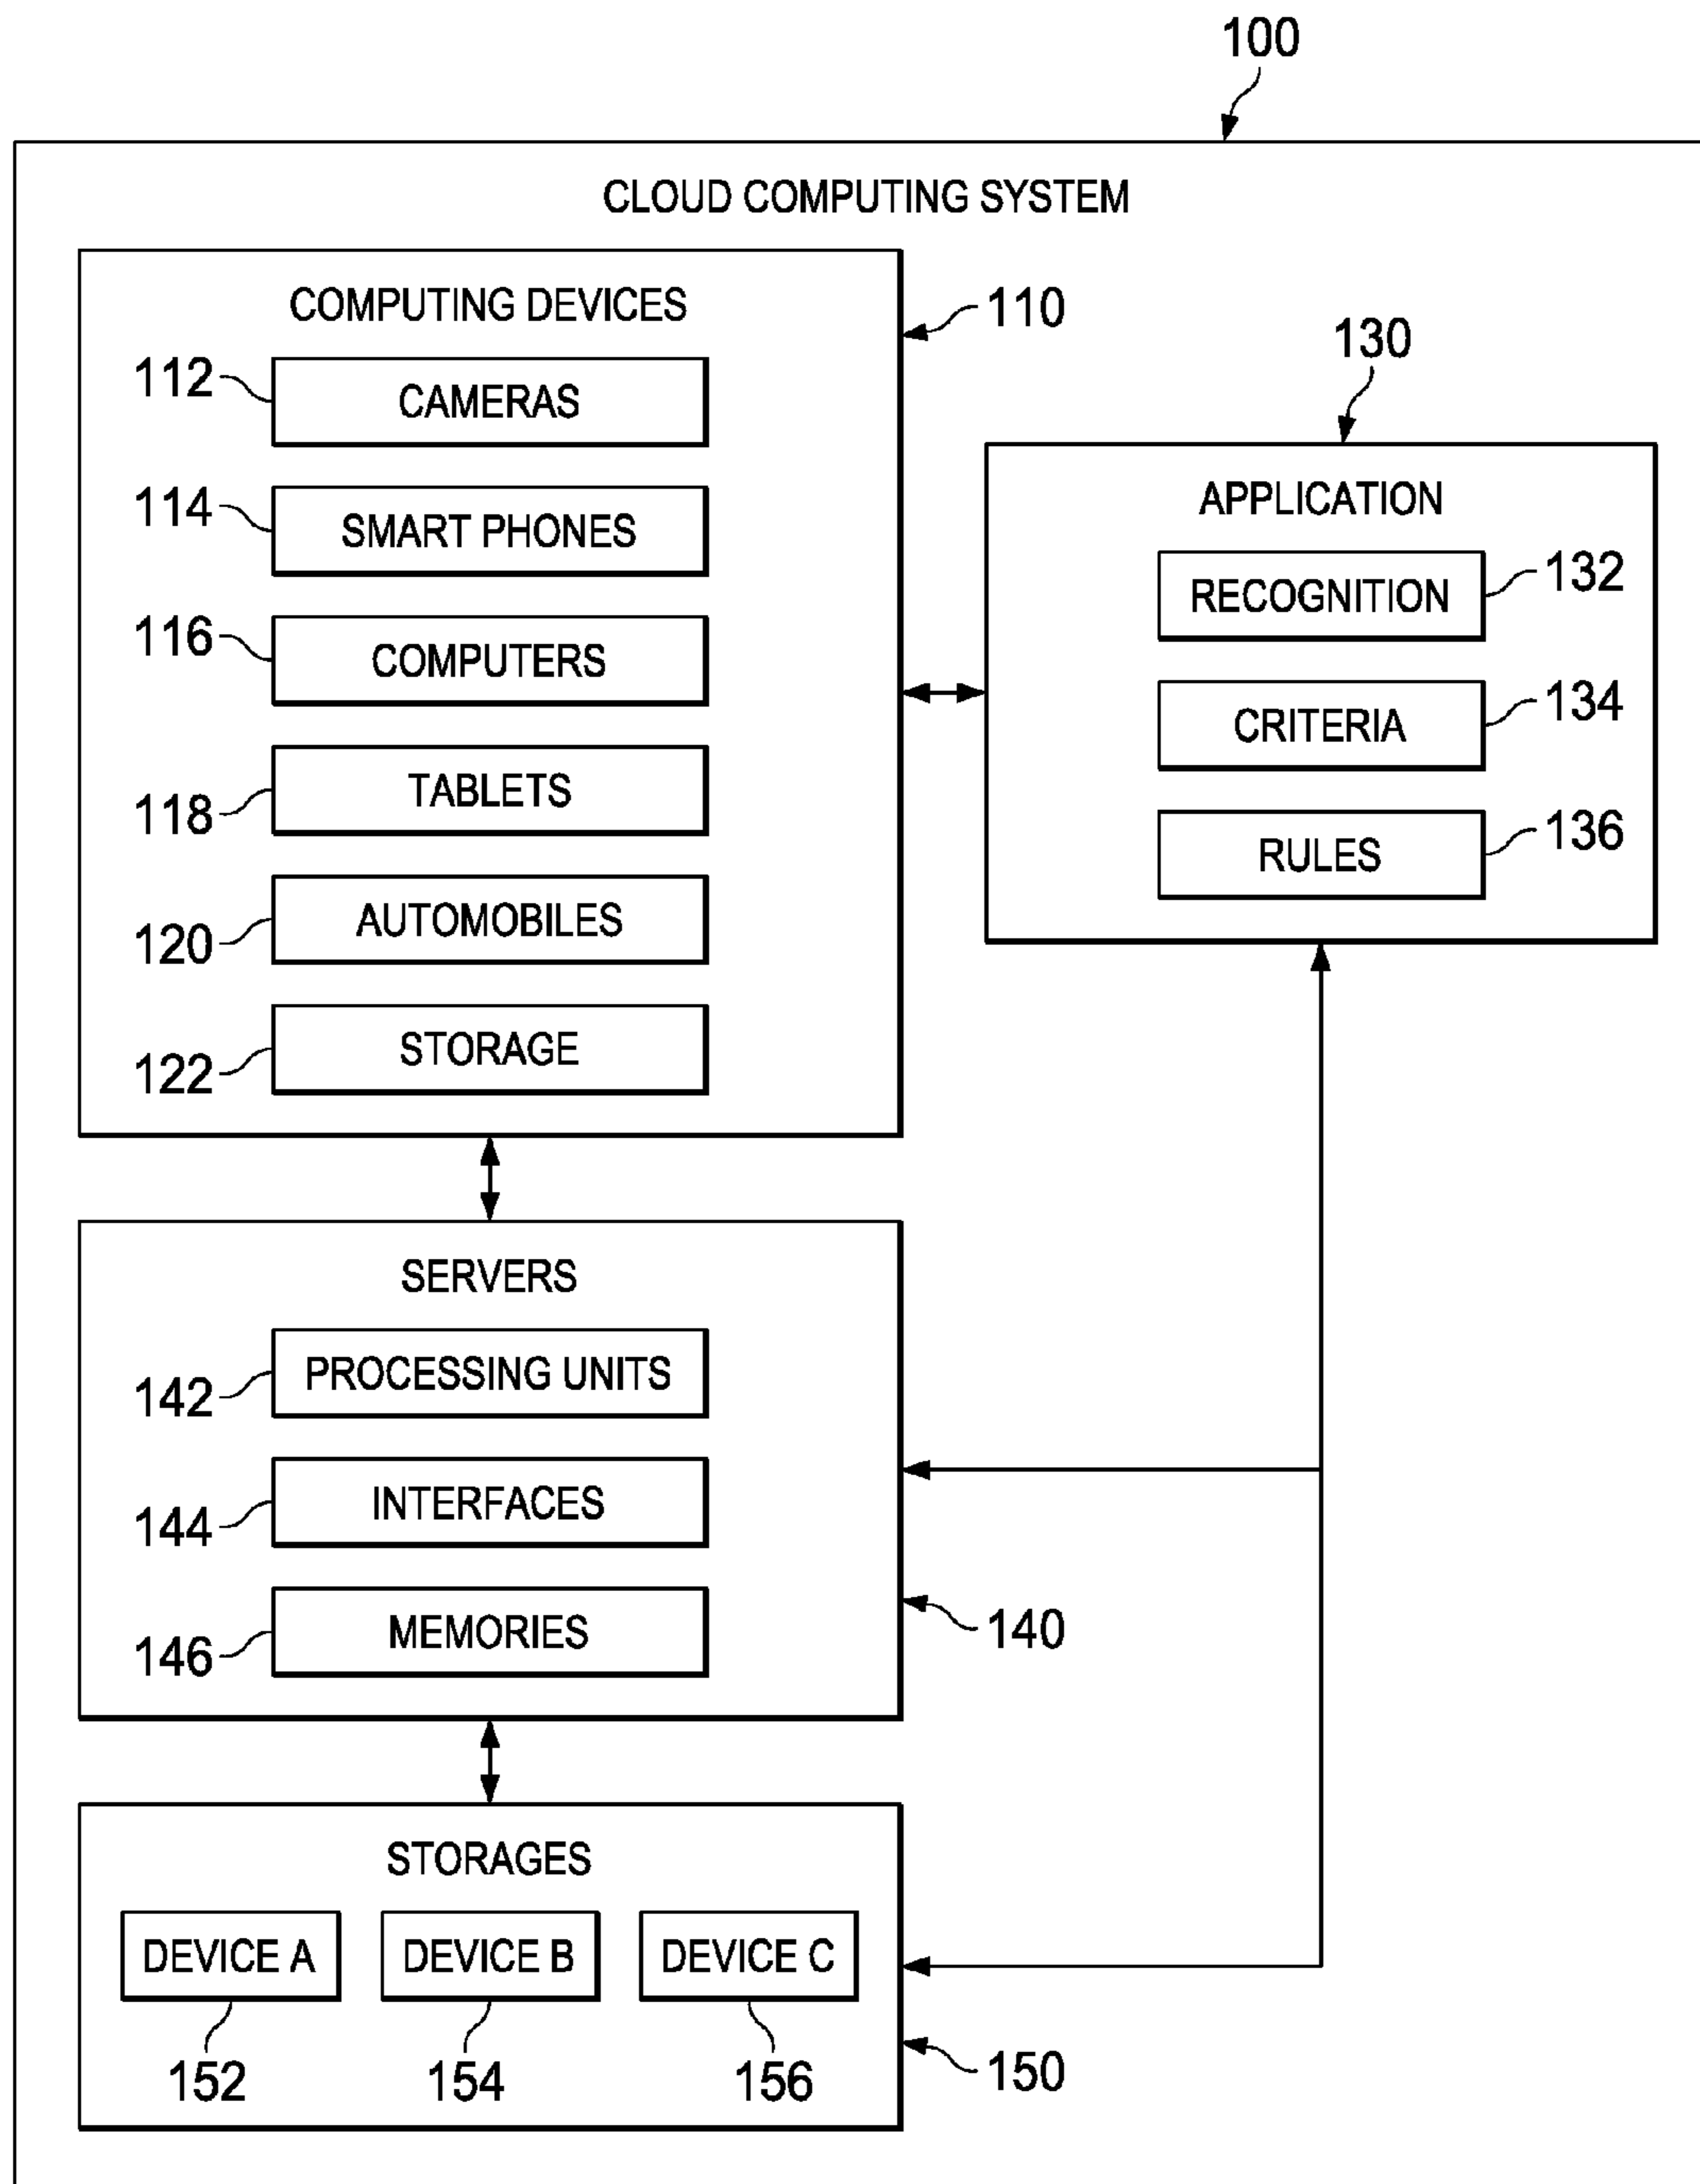 100
CLOUD COMPUTING SYSTEM
COMPUTING DEVICES
110
112
CAMERAS
114
SMART PHONES
116
COMPUTERS
118
TABLETS
120
AUTOMOBILES
122
STORAGE
130
APPLICATION
RECOGNITION
132
CRITERIA
134
RULES
136
SERVERS
142
PROCESSING UNITS
144
INTERFACES
146
MEMORIES
140
STORAGES
DEVICE A
DEVICE B
DEVICE C
152
154
156
150